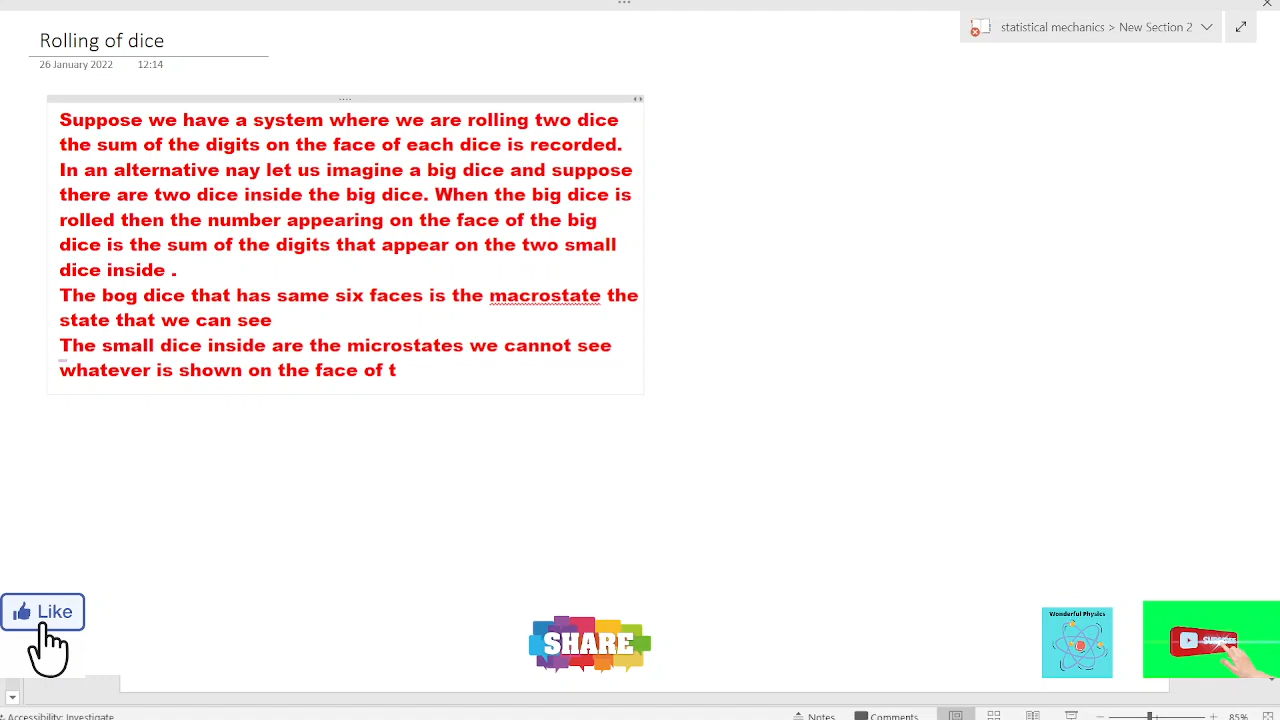 statistical mechanics > New Section 2
Rolling of dice
26 January 2022 12:14
Suppose we have a system where we are rolling two dice
the sum of the digits on the face of each dice is recorded.
In an alternative nay let us imagine a big dice and suppose
there are two dice inside the big dice. When the big dice is
rolled then the number appearing on the face of the big
dice is the sum of the digits that appear on the two small
dice inside .
The bog dice that has same six faces is the macrostate the
state that we can see
The small dice inside are the microstates we cannot see
whatever is shown on the face of t
Like
SHARE
Wonderful Physics
SUBSCRIBE
Accessibility: Investigate
Notes
Comments
85%